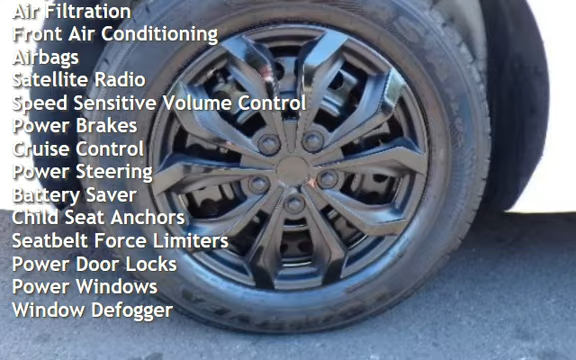 Air Filtration
Front Air Conditioning
Airbags
Satellite Radio
Speed Sensitive Volume Control
Power Brakes
Cruise Control
Power Steering
Battery Saver
Child Seat Anchors
Seatbelt Force Limiters
Power Door Locks
Power Windows
Window Defogger